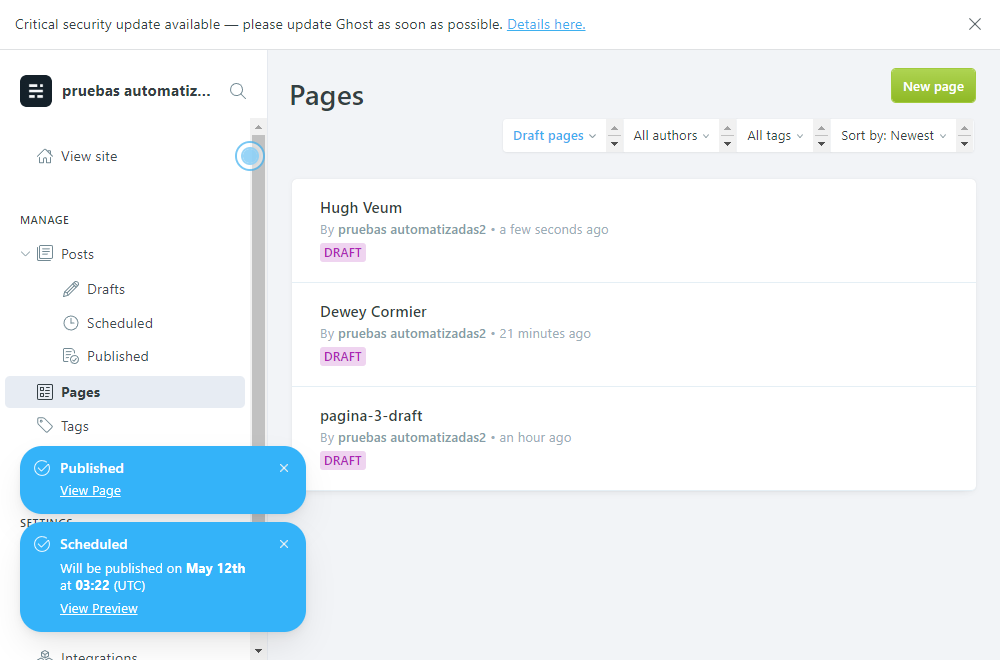 Critical security update available — please update Ghost as soon as possible. Details here.
pruebas automatiz...
View site
MANAGE
Posts
Drafts
Scheduled
Published
Pages
Tags
Published
View Page
SETTINGS
Scheduled
Will be published on May 12th
at 03:22 (UTC)
View Preview
Integrations
Pages
New page
Draft pages
All authors
All tags
Sort by: Newest
Hugh Veum
By pruebas automatizadas2 • a few seconds ago
DRAFT
Dewey Cormier
By pruebas automatizadas2 • 21 minutes ago
DRAFT
pagina-3-draft
By pruebas automatizadas2 • an hour ago
DRAFT